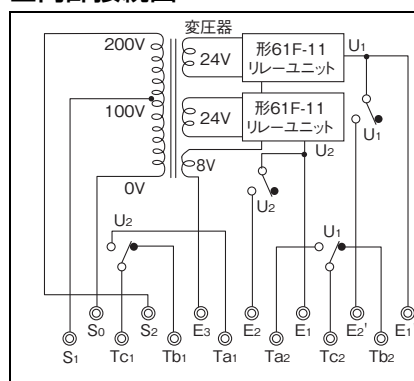 変圧器
200V
24V
形61F-11
リレーユニット
U1
100V
24V
形61F-11
リレーユニット
U1
U2
8V
0V
U2
U2
U1
S0
S2
E3
E2
E1
E2'
E1
S1
Tc1
Tb1
Ta1
Ta2
Tc2
Tb2